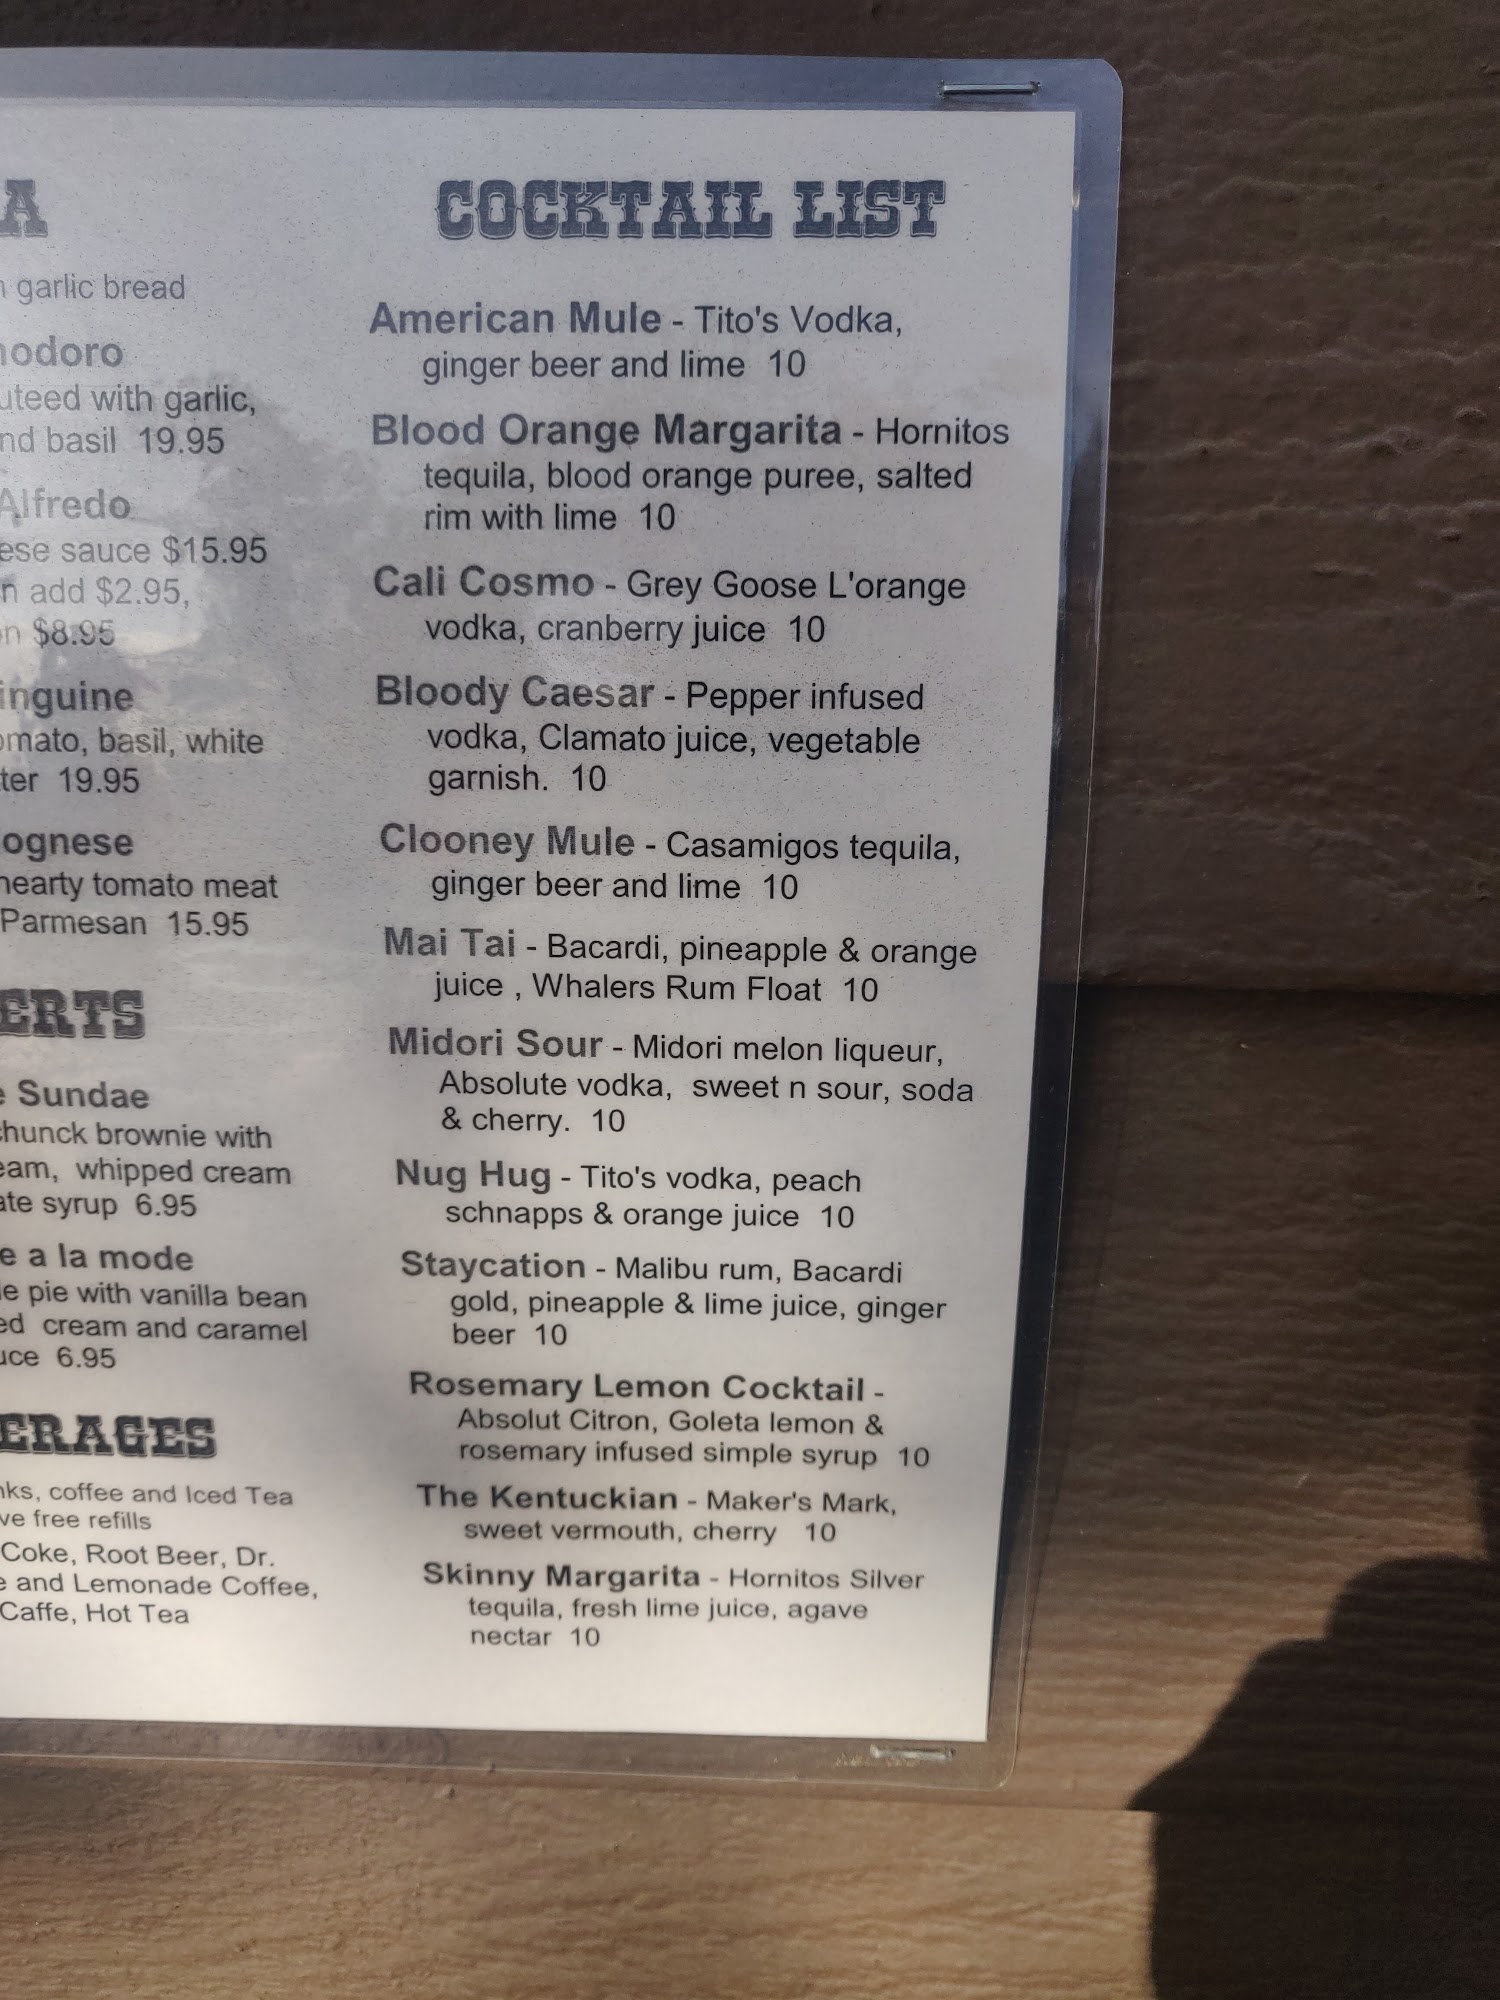 A
garlic bread
uteed with garlic,
nd basil 19.95
Alfredo
ese sauce $15.95
n add $2.95,
on $8.95
inguine
omato, basil, white
ter 19.95
ognese
hearty tomato meat
Parmesan 15.95
ERTS
e Sundae
chunck brownie with
eam, whipped cream
ate syrup 6.95
e a la mode
le pie with vanilla bean
ed cream and caramel
uce 6.95
ERAGES
nks, coffee and Iced Tea
ve free refills
Coke, Root Beer, Dr.
e and Lemonade Coffee,
Caffe, Hot Tea
COCKTAIL LIST
American Mule - Tito's Vodka,
ginger beer and lime 10
Blood Orange Margarita - Hornitos
tequila, blood orange puree, salted
rim with lime 10
Cali Cosmo - Grey Goose L'orange
vodka, cranberry juice 10
Bloody Caesar - Pepper infused
vodka, Clamato juice, vegetable
garnish. 10
Clooney Mule - Casamigos tequila,
ginger beer and lime 10
Mai Tai - Bacardi, pineapple & orange
juice , Whalers Rum Float 10
Midori Sour - Midori melon liqueur,
Absolute vodka, sweet n sour, soda
& cherry. 10
Nug Hug - Tito's vodka, peach
schnapps & orange juice 10
Staycation - Malibu rum, Bacardi
gold, pineapple & lime juice, ginger
beer 10
Rosemary Lemon Cocktail -
Absolut Citron, Goleta lemon &
rosemary infused simple syrup 10
The Kentuckian - Maker's Mark,
sweet vermouth, cherry 10
Skinny Margarita - Hornitos Silver
tequila, fresh lime juice, agave
nectar 10